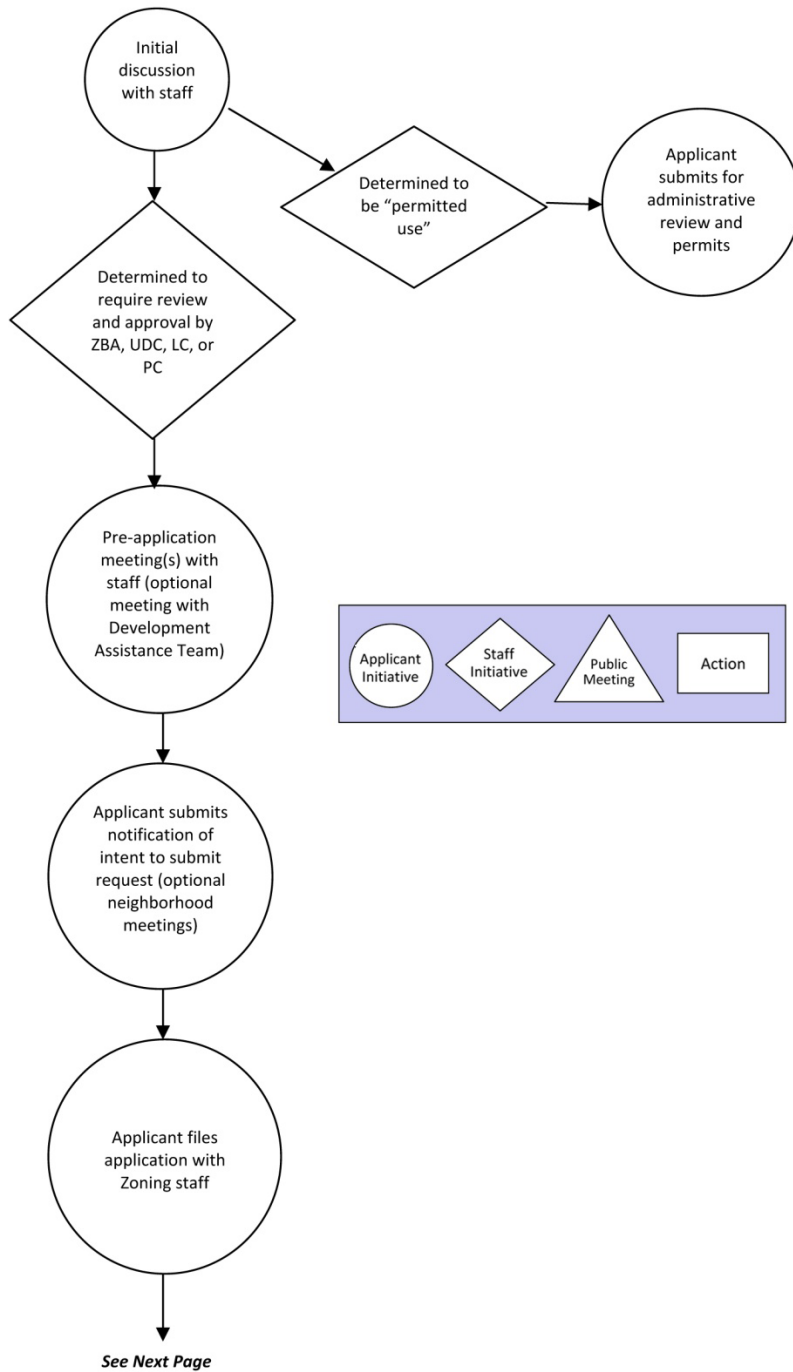 Initial
discussion
with staff
Determined to
be “permitted
use”
Applicant
submits for
administrative
review and
permits
Determined to
require review
and approval by
ZBA, UDC, LC, or
PC
Pre-application
meeting(s) with
staff (optional
meeting with
Development
Assistance Team)
Applicant
Initiative
Staff
Initiative
Public
Meeting
Action
Applicant submits
notification of
intent to submit
request (optional
neighborhood
meetings)
Applicant files
application with
Zoning staff
See Next Page